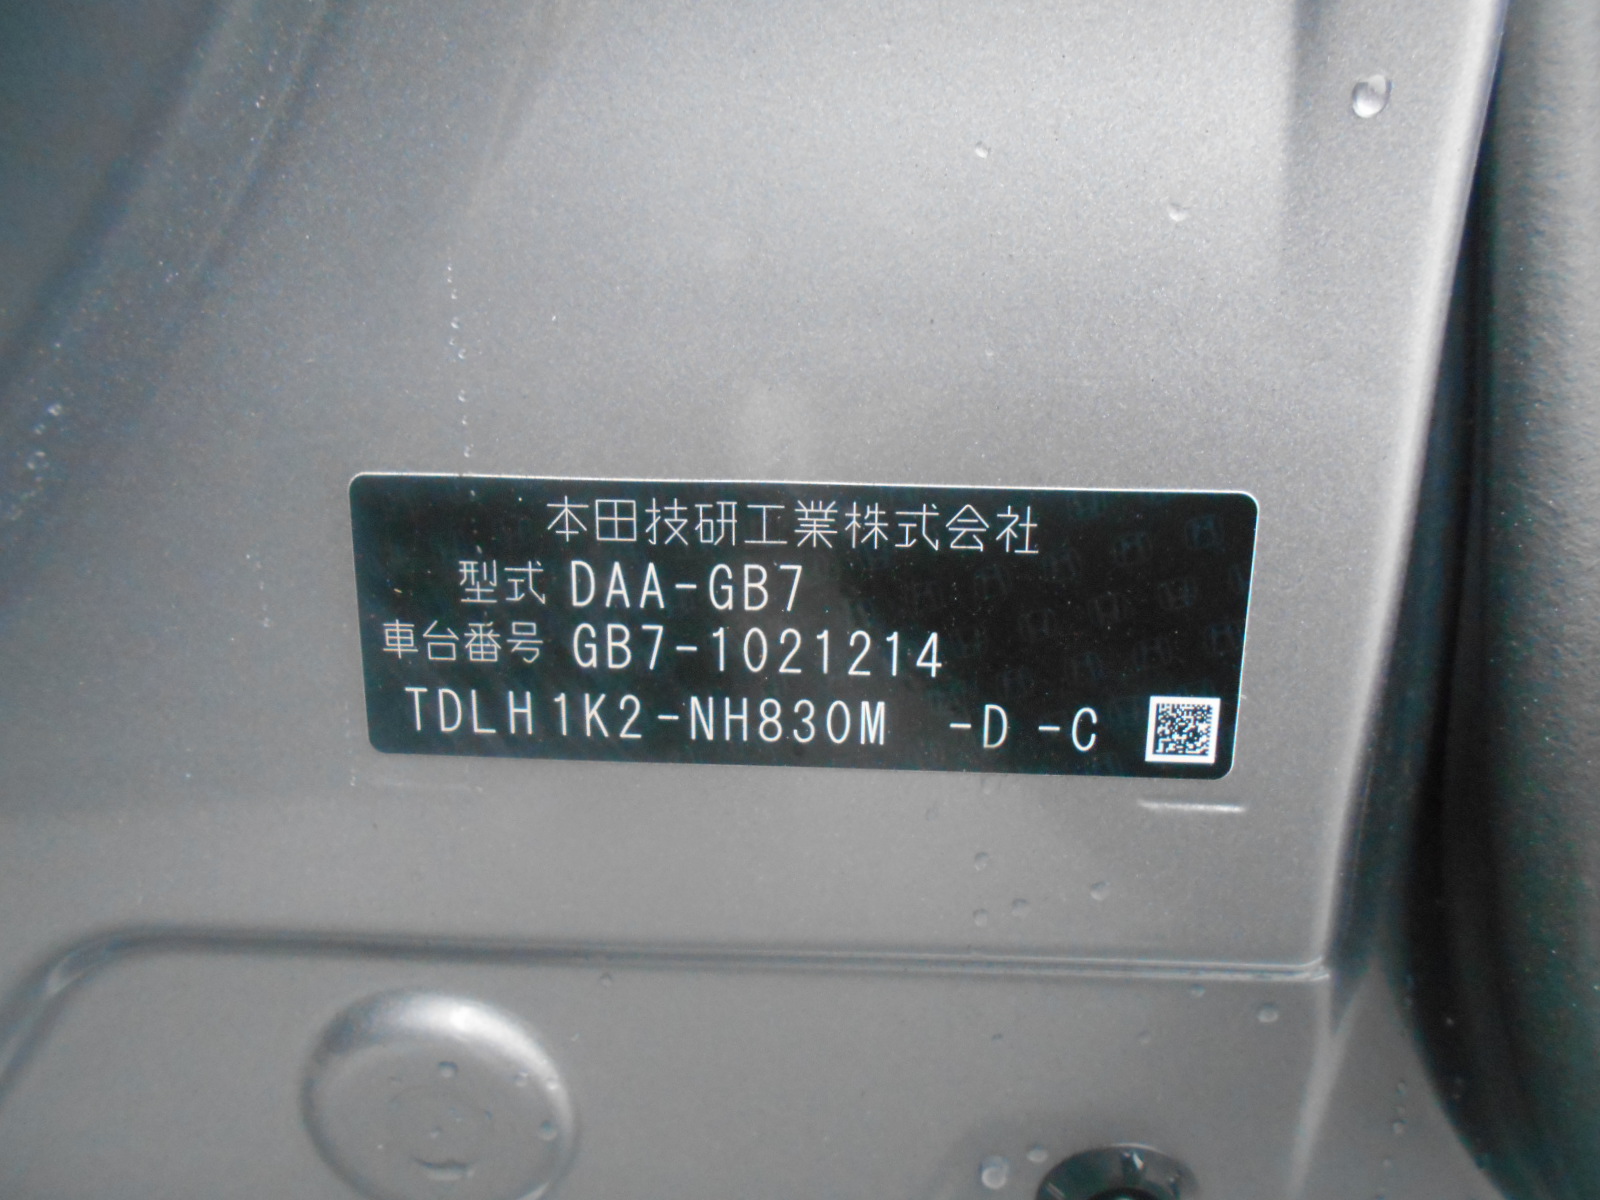 本田技研工業株式会社
型式 DAA-GB7
車台番号 GB7-1021214
TDLH1K2-NH830M -D -C